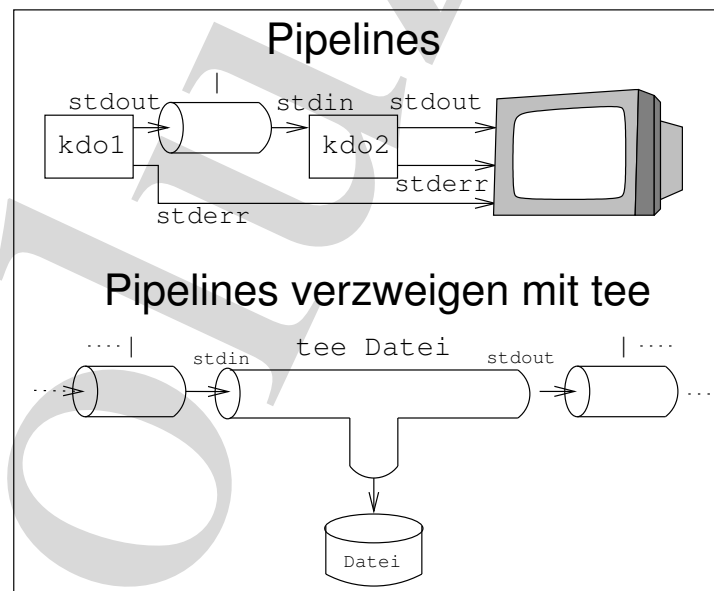 Pipelines
|
stdout
stdin
stdout
kdo1
kdo2
stderr
stderr
Pipelines verzweigen mit tee
.... |
stdin
tee Datei
stdout
| ....
....
...
Datei